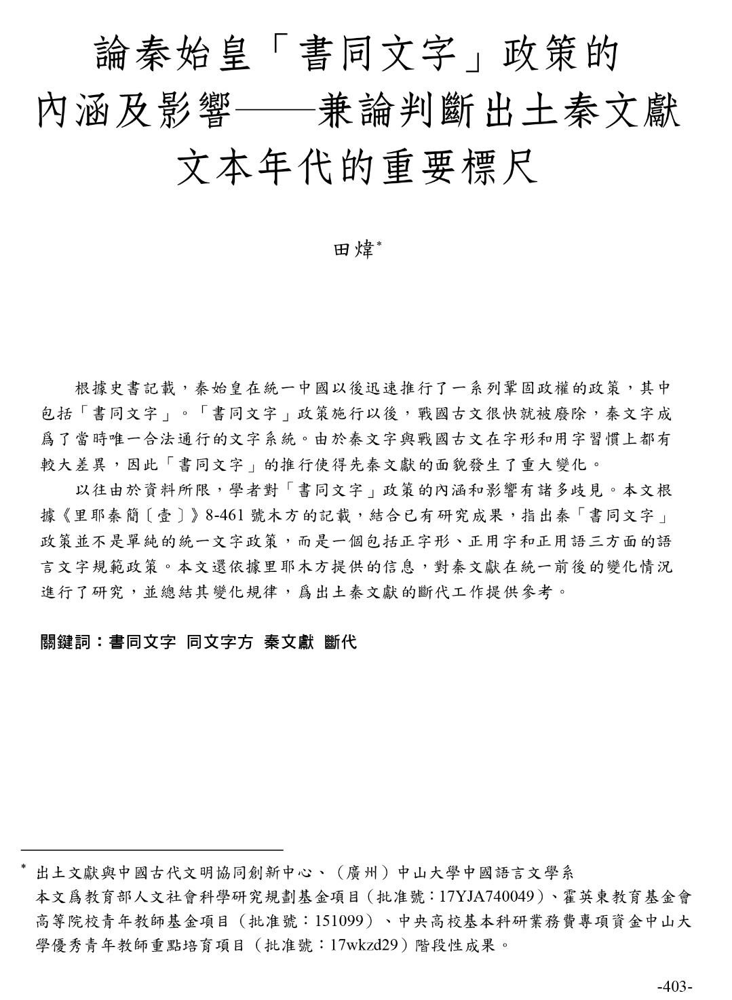 論秦始皇「書同文字」政策的
內涵及影響——兼論判斷出土秦文獻
文本年代的重要標尺
田煒*
根據史書記載，秦始皇在統一中國以後迅速推行了一系列鞏固政權的政策，其中
包括「書同文字」。「書同文字」政策施行以後，戰國古文很快就被廢除，秦文字成
爲了當時唯一合法通行的文字系統。由於秦文字與戰國古文在字形和用字習慣上都有
較大差異，因此「書同文字」的推行使得先秦文獻的面貌發生了重大變化。
以往由於資料所限，學者對「書同文字」政策的內涵和影響有諸多歧見。本文根
據《里耶秦簡〔壹〕》8-461 號木方的記載，結合已有研究成果，指出秦「書同文字」
政策並不是單純的統一文字政策，而是一個包括正字形、正用字和正用語三方面的語
言文字規範政策。本文還依據里耶木方提供的信息，對秦文獻在統一前後的變化情況
進行了研究，並總結其變化規律，爲出土秦文獻的斷代工作提供參考。
關鍵詞：書同文字 同文字方 秦文獻 斷代
* 出土文獻與中國古代文明協同創新中心、（廣州）中山大學中國語言文學系
本文爲教育部人文社會科學研究規劃基金項目（批准號：17YJA740049）、霍英東教育基金會
高等院校青年教師基金項目（批准號：151099）、中央高校基本科研業務費專項資金中山大
學優秀青年教師重點培育項目（批准號：17wkzd29）階段性成果。
-403-